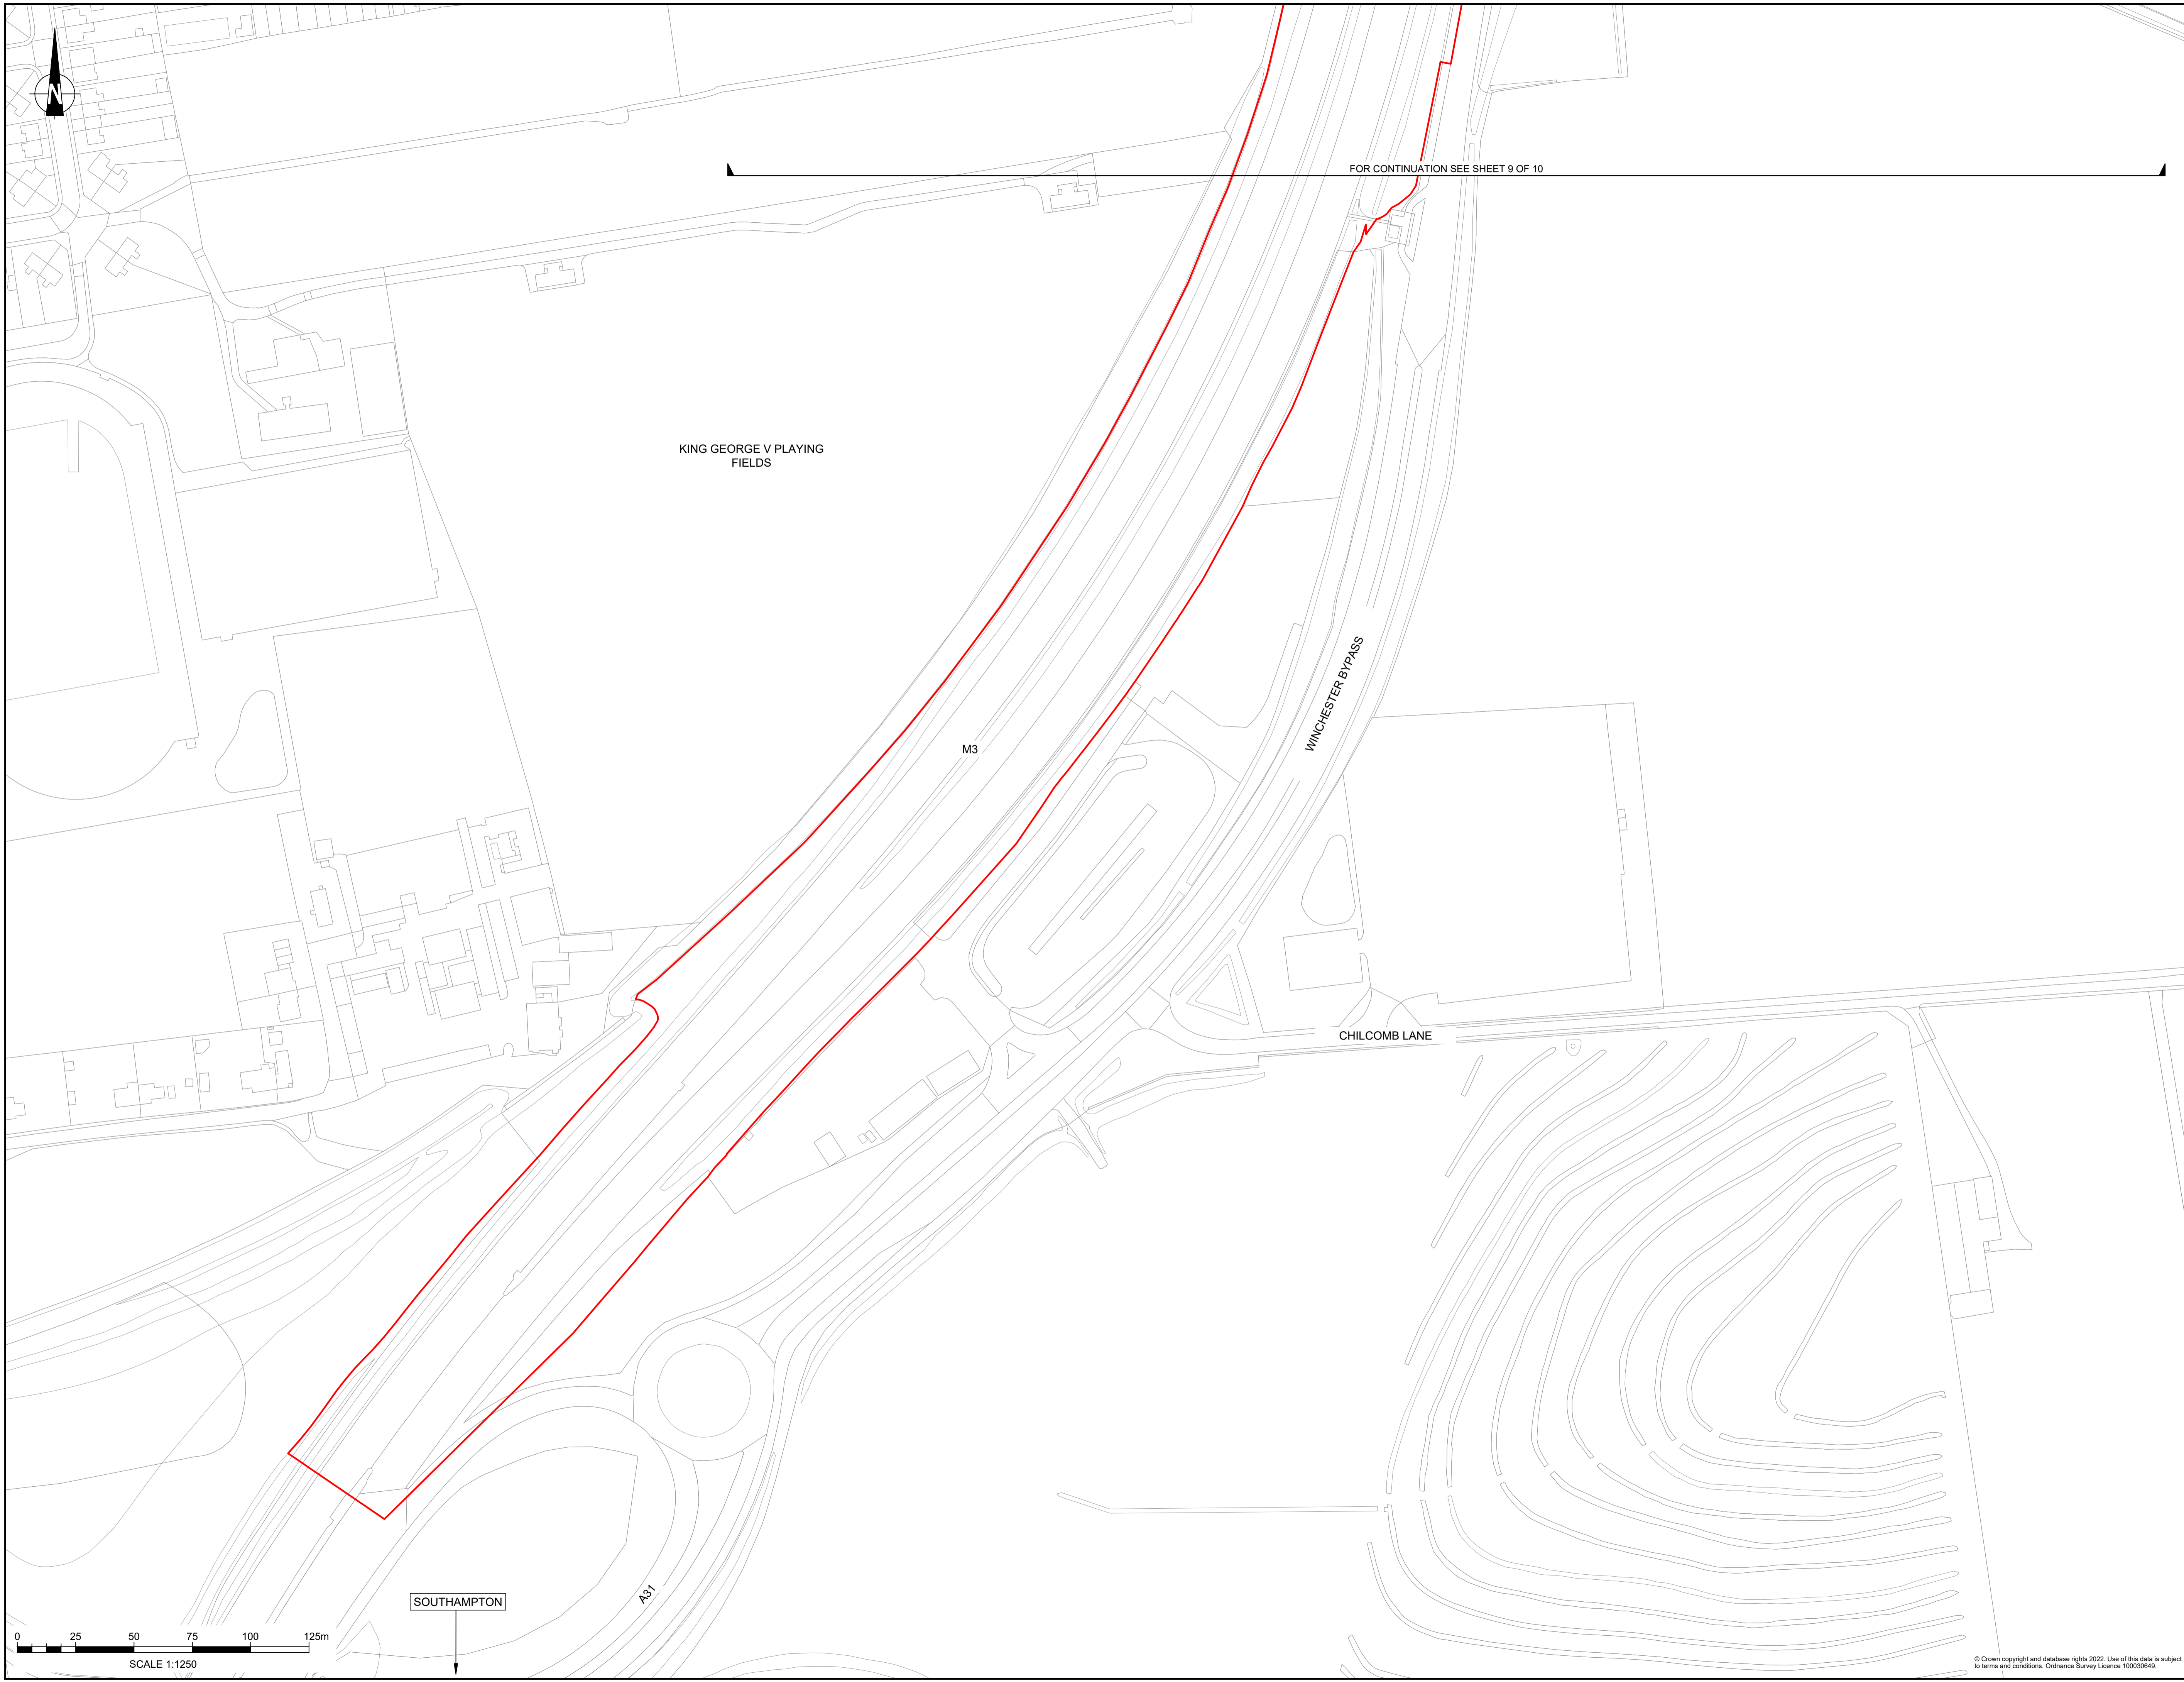 N
FOR CONTINUATION SEE SHEET 9 OF 10
KING GEORGE V PLAYING
FIELDS
WINCHESTER BYPASS
M3
CHILCOMB LANE
A31
SOUTHAMPTON
0 25 50 75 100 125m
SCALE 1:1250
© Crown copyright and database rights 2022. Use of this data is subject
to terms and conditions. Ordnance Survey Licence 100030649.